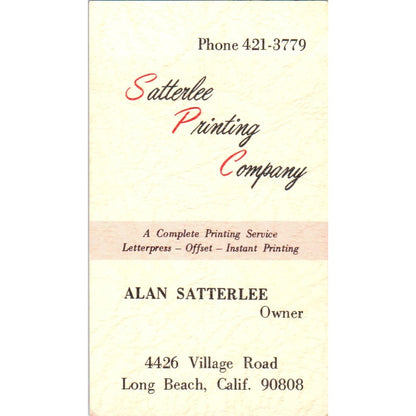 Phone 421-3779
Satterlee
Printing
Company
A Complete Printing Service
Letterpress – Offset – Instant Printing
ALAN SATTERLEE
Owner
4426 Village Road
Long Beach, Calif. 90808